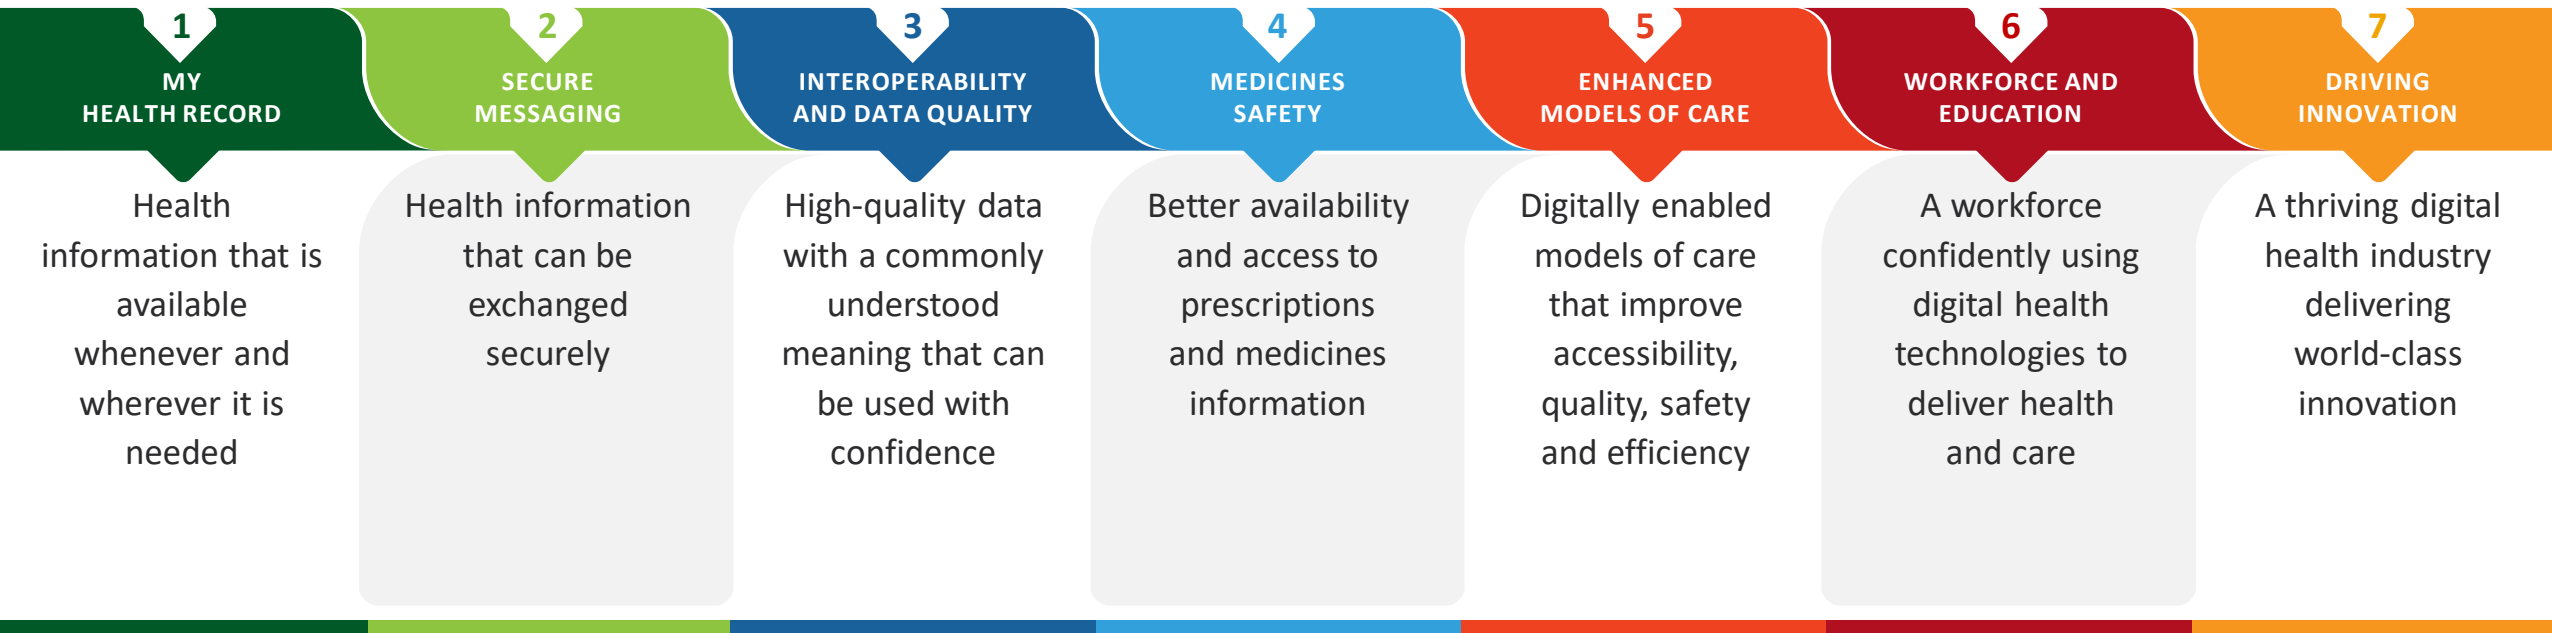 1
MY
HEALTH RECORD
Health
information that is
available
whenever and
wherever it is
needed
2
SECURE
MESSAGING
Health information
that can be
exchanged
securely
3
INTEROPERABILITY
AND DATA QUALITY
High-quality data
with a commonly
understood
meaning that can
be used with
confidence
4
MEDICINES
SAFETY
Better availability
and access to
prescriptions
and medicines
information
5
ENHANCED
MODELS OF CARE
Digitally enabled
models of care
that improve
accessibility,
quality, safety
and efficiency
6
WORKFORCE AND
EDUCATION
A workforce
confidently using
digital health
technologies to
deliver health
and care
7
DRIVING
INNOVATION
A thriving digital
health industry
delivering
world-class
innovation